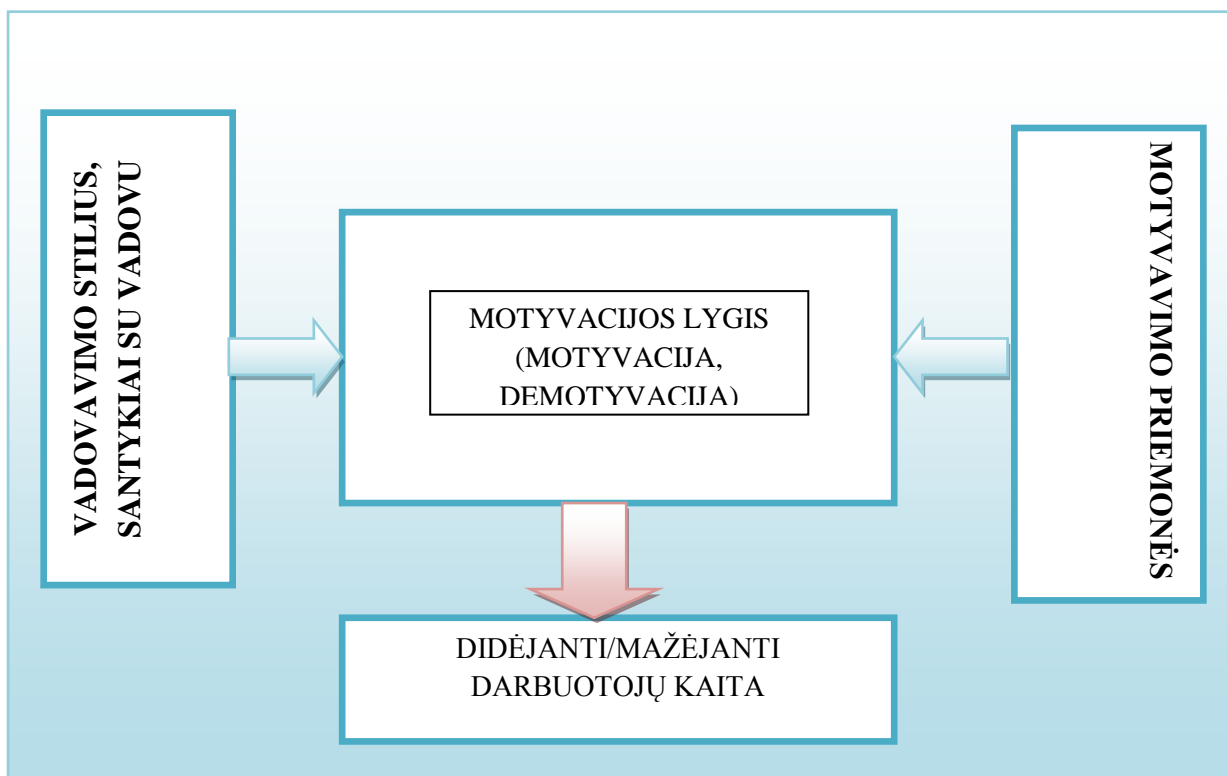 VADOVAVIMO STILIUS,
SANTYKIAI SU VADOVU
MOTYVACIJOS LYGIS
(MOTYVACIJA,
DEMOTYVACIJA)
MOTYVAVIMO PRIEMONĖS
DIDĖJANTI/MAŽĖJANTI
DARBUOTOJŲ KAITA